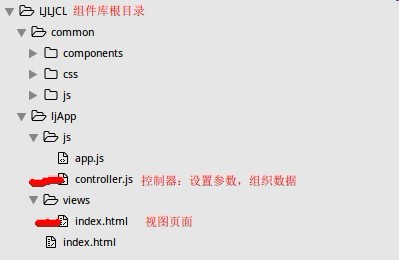 LJLJCL 组件库根目录
common
components
css
js
ljApp
js
app.js
controller.js 控制器：设置参数，组织数据
views
index.html 视图页面
index.html